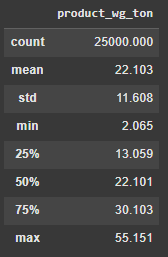 product_wg_ton
count 25000.000
mean 22.103
std 11.608
min 2.065
25% 13.059
50% 22.101
75% 30.103
max 55.151